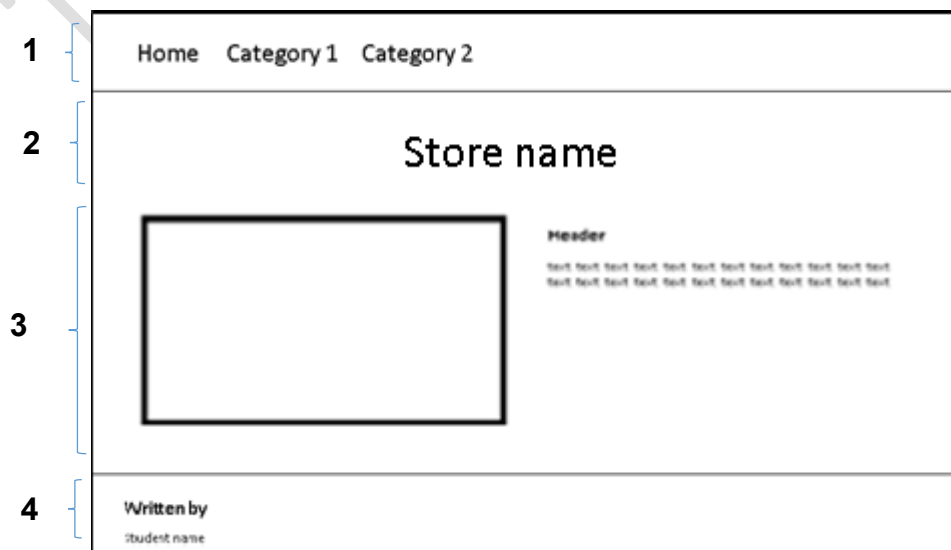 1
Home Category 1 Category 2
2
Store name
3
Header
text text text text text text text text text text text text
text text text text text text text text text text text text
4
Written by
Student name